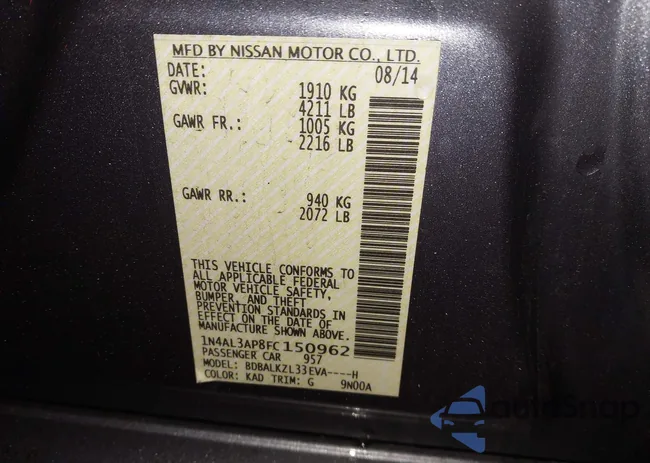 MFD BY NISSAN MOTOR CO., LTD.
DATE: 08/14
GVWR: 1910 KG
4211 LB
GAWR FR.: 1005 KG
2216 LB
GAWR RR.: 940 KG
2072 LB
THIS VEHICLE CONFORMS TO
ALL APPLICABLE FEDERAL
MOTOR VEHICLE SAFETY,
BUMPER, AND THEFT
PREVENTION STANDARDS IN
EFFECT ON THE DATE OF
MANUFACTURE SHOWN ABOVE.
1N4AL3AP8FC150962
PASSENGER CAR 957
MODEL: BDBALKZL33EVA----H
COLOR: KAD TRIM: G 9N00A
autosnap